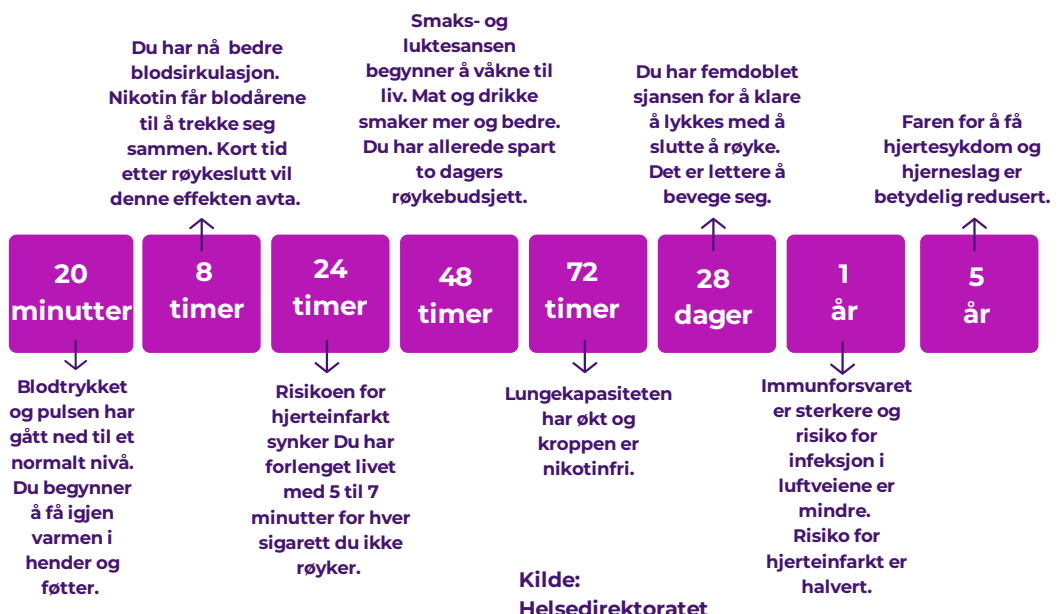 Du har nå  bedre
blodsirkulasjon.
Nikotin får blodårene
til å trekke seg
sammen. Kort tid
etter røykeslutt vil
denne effekten avta.
Smaks- og
luktesansen
begynner å våkne til
liv. Mat og drikke
smaker mer og bedre.
Du har allerede spart
to dagers
røykebudsjett.
Du har femdoblet
sjansen for å klare
å lykkes med å
slutte å røyke.
Det er lettere å
bevege seg.
Faren for å få
hjertesykdom og
hjerneslag er
betydelig redusert.
20
minutter
8
timer
24
timer
48
timer
72
timer
28
dager
1
år
5
år
Blodtrykket
og pulsen har
gått ned til et
normalt nivå.
Du begynner
å få igjen
varmen i
hender og
føtter.
Risikoen for
hjerteinfarkt
synker Du har
forlenget livet
med 5 til 7
minutter for hver
sigarett du ikke
røyker.
Lungekapasiteten
har økt og
kroppen er
nikotinfri.
Immunforsvaret
er sterkere og
risiko for
infeksjon i
luftveiene er
mindre.
Risiko for
hjerteinfarkt er
halvert.
Kilde:
Helsedirektoratet